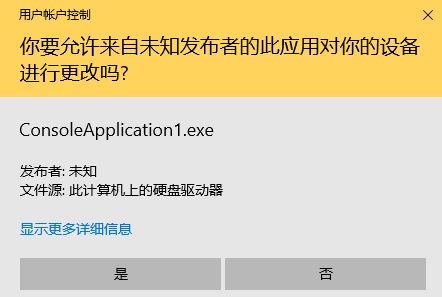 用户帐户控制
你要允许来自未知发布者的此应用对你的设备
进行更改吗?
ConsoleApplication1.exe
发布者: 未知
文件源: 此计算机上的硬盘驱动器
显示更多详细信息
是
否